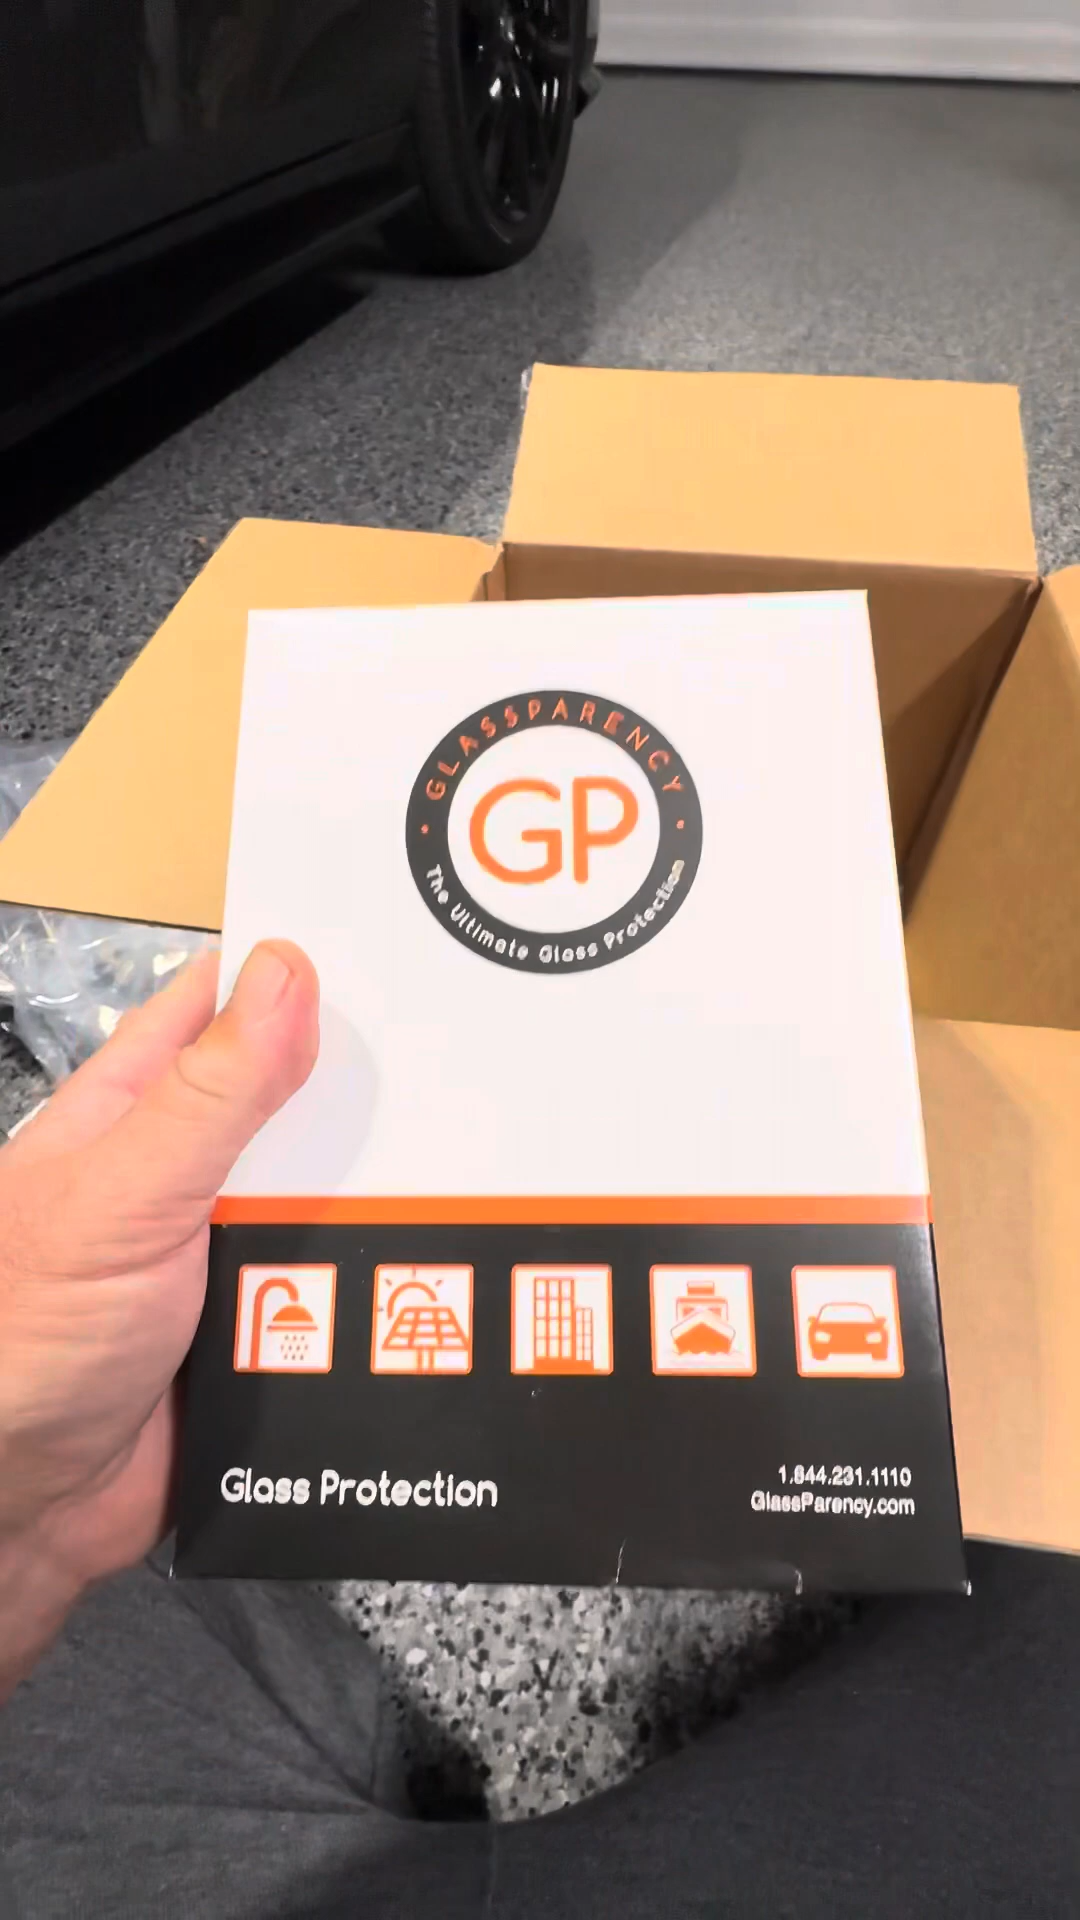 GLASSPARENCY
GP
The Ultimate Glass Protection
Glass Protection
1.844.231.1110
GlassParency.com